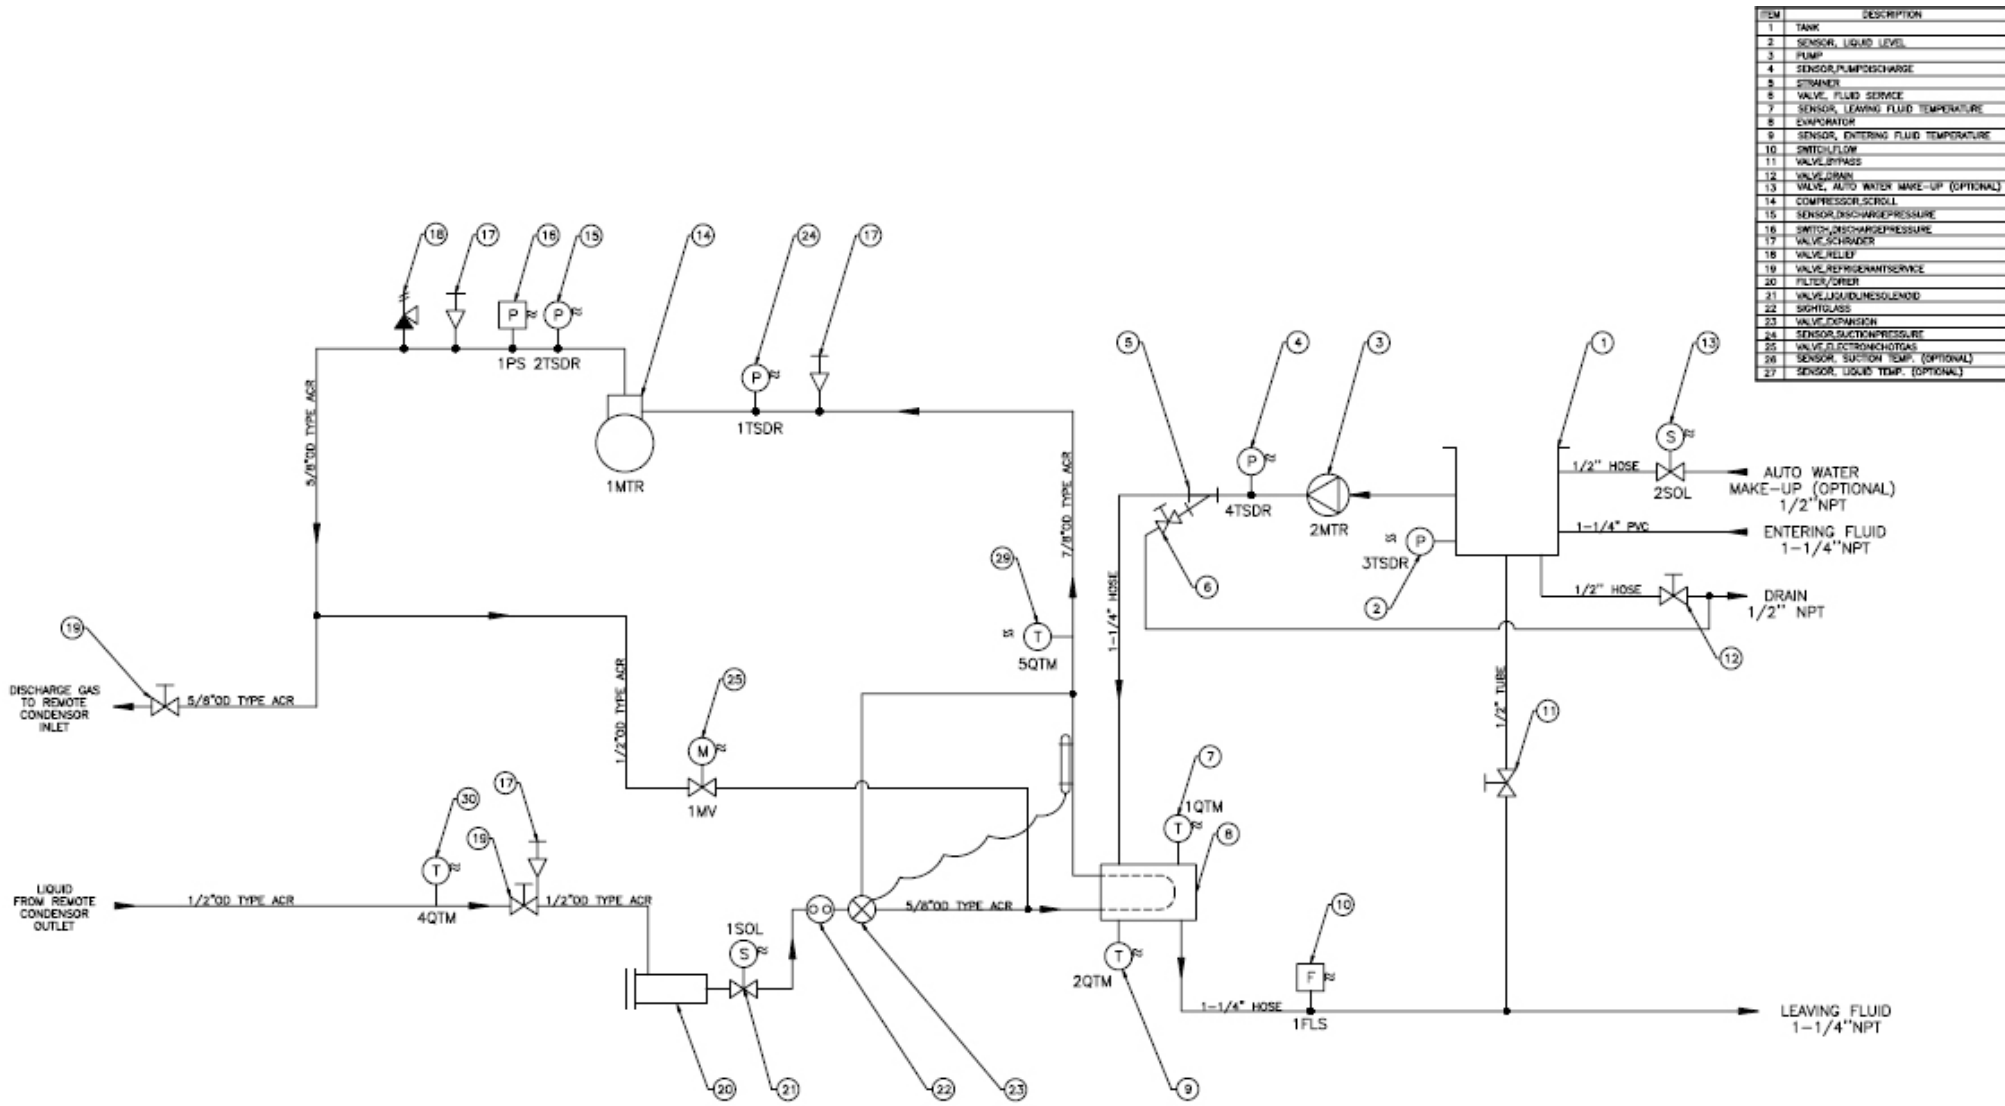 ITEM DESCRIPTION
1 TANK
2 SENSOR, LIQUID LEVEL
3 PUMP
4 SENSOR,PUMPDISCHARGE
5 STRAINER
6 VALVE, FLUID SERVICE
7 SENSOR, LEAVING FLUID TEMPERATURE
8 EVAPORATOR
9 SENSOR, ENTERING FLUID TEMPERATURE
10 SWITCH,FLOW
11 VALVE,BYPASS
12 VALVE,DRAIN
13 VALVE, AUTO WATER MAKE-UP (OPTIONAL)
14 COMPRESSOR,SCROLL
15 SENSOR,DISCHARGEPRESSURE
16 SWITCH,DISCHARGEPRESSURE
17 VALVE,SCHRADER
18 VALVE,RELIEF
19 VALVE,REFRIGERANTSERVICE
20 FILTER/DRIER
21 VALVE,LIQUIDLINESOLENOID
22 SIGHTGLASS
23 VALVE,EXPANSION
24 SENSOR,SUCTIONPRESSURE
25 VALVE,ELECTRONICHOTGAS
26 SENSOR, SUCTION TEMP. (OPTIONAL)
27 SENSOR, LIQUID TEMP. (OPTIONAL)
18 17 16 15 14 24 17
P P
1PS 2TSDR
P
1TSDR
1MTR
5/8"OD TYPE ACR
7/8"OD TYPE ACR
5 4 3 1 13
P
4TSDR
2MTR
S
2SOL
1/2" HOSE
AUTO WATER
MAKE-UP (OPTIONAL)
1/2"NPT
1-1/4" PVC
ENTERING FLUID
1-1/4"NPT
P
3TSDR
2
6
1/2" HOSE
DRAIN
1/2" NPT
12
1-1/4" HOSE
29
T
5QTM
19
DISCHARGE GAS
TO REMOTE
CONDENSOR
INLET
5/8"OD TYPE ACR
1/2"OD TYPE ACR
25
M
1MV
1/2" TUBE
11
7
1QTM
T
8
30
T
4QTM
19
17
LIQUID
FROM REMOTE
CONDENSOR
OUTLET
1/2"OD TYPE ACR
1/2"OD TYPE ACR
1SOL
S
5/8"OD TYPE ACR
T
2QTM
10
F
1FLS
1-1/4" HOSE
LEAVING FLUID
1-1/4"NPT
20 21 22 23 9